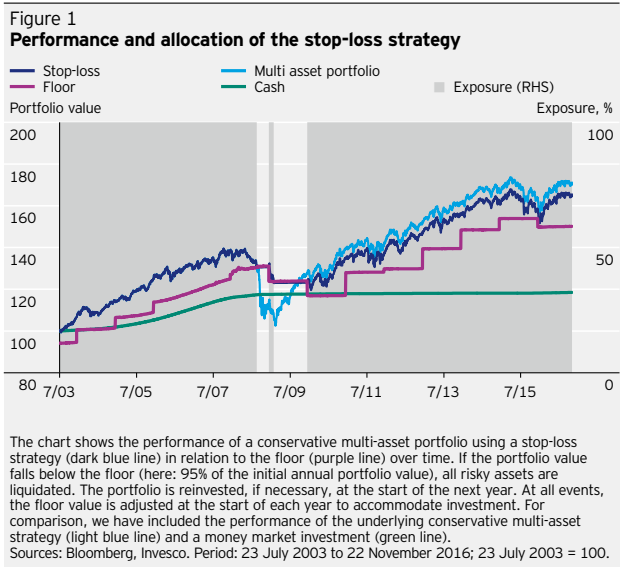 Figure 1
Performance and allocation of the stop-loss strategy
Stop-loss
Multi asset portfolio
Floor
Cash
Exposure (RHS)
Portfolio value
Exposure, %
200
100
180
160
140
50
120
100
80
0
7/03
7/05
7/07
7/09
7/11
7/13
7/15
The chart shows the performance of a conservative multi-asset portfolio using a stop-loss
strategy (dark blue line) in relation to the floor (purple line) over time. If the portfolio value
falls below the floor (here: 95% of the initial annual portfolio value), all risky assets are
liquidated. The portfolio is reinvested, if necessary, at the start of the next year. At all events,
the floor value is adjusted at the start of each year to accommodate investment. For
comparison, we have included the performance of the underlying conservative multi-asset
strategy (light blue line) and a money market investment (green line).
Sources: Bloomberg, Invesco. Period: 23 July 2003 to 22 November 2016; 23 July 2003 = 100.